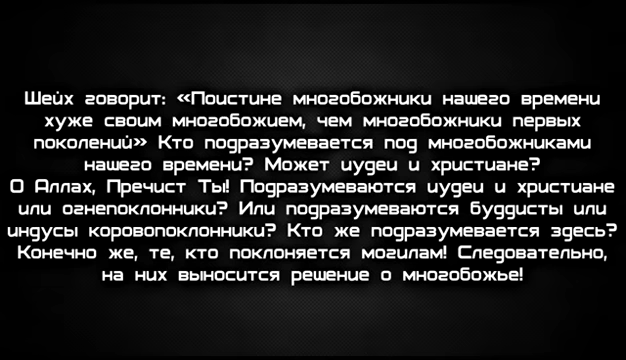 Шейх говорит: «Поистине многобожники нашего времени
хуже своим многобожием, чем многобожники первых
поколений» Кто подразумевается под многобожниками
нашего времени? Может иудеи и христиане?
О Аллах, Пречист Ты! Подразумеваются иудеи и христиане
или огнепоклонники? Или подразумеваются буддисты или
индусы коровопоклонники? Кто же подразумевается здесь?
Конечно же, те, кто поклоняется могилам! Следовательно,
на них выносится решение о многобожье!